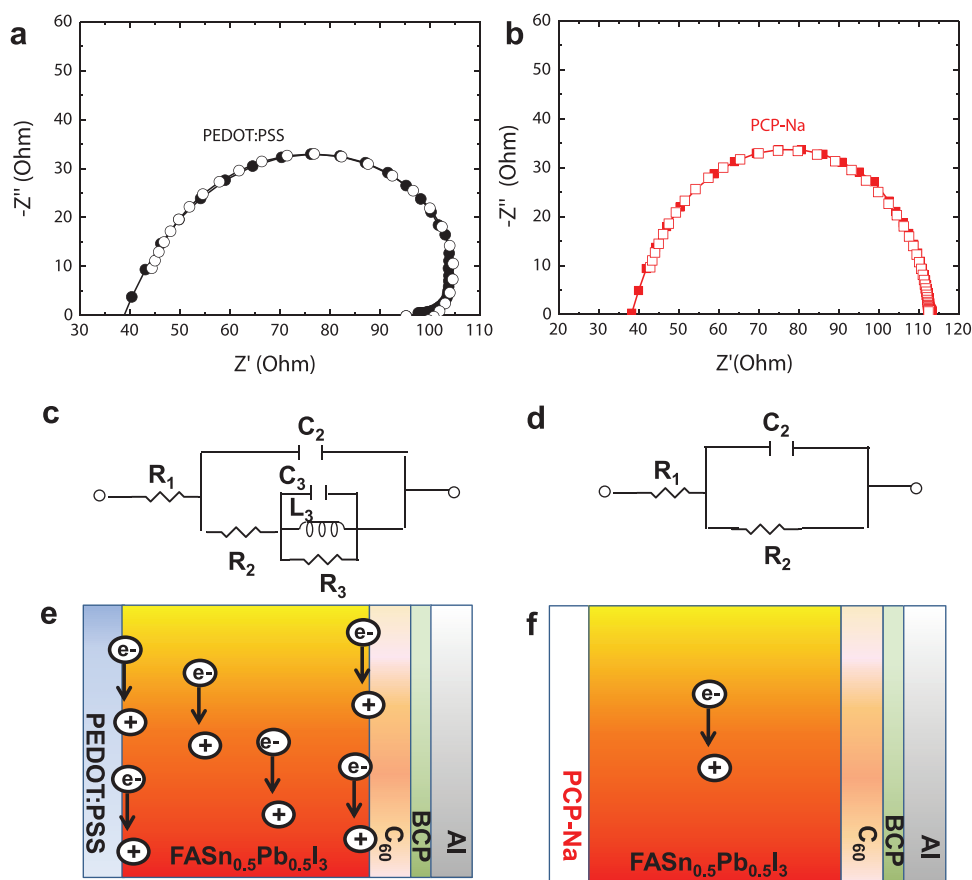 a
60
50
40
30
20
10
0
-Z'' (Ohm)
PEDOT:PSS
30 40 50 60 70 80 90 100 110
Z' (Ohm)
b
60
50
40
30
20
10
0
-Z'' (Ohm)
PCP-Na
20 30 40 50 60 70 80 90 100 110 120
Z'(Ohm)
c
C₂
R₁
C₃
L₃
R₂
R₃
d
C₂
R₁
R₂
e
e-
e-
e-
e-
e-
e-
+
+
+
+
+
+
PEDOT:PSS
FASn₀.₅Pb₀.₅I₃
C₆₀
BCP
Al
f
e-
+
PCP-Na
FASn₀.₅Pb₀.₅I₃
C₆₀
BCP
Al